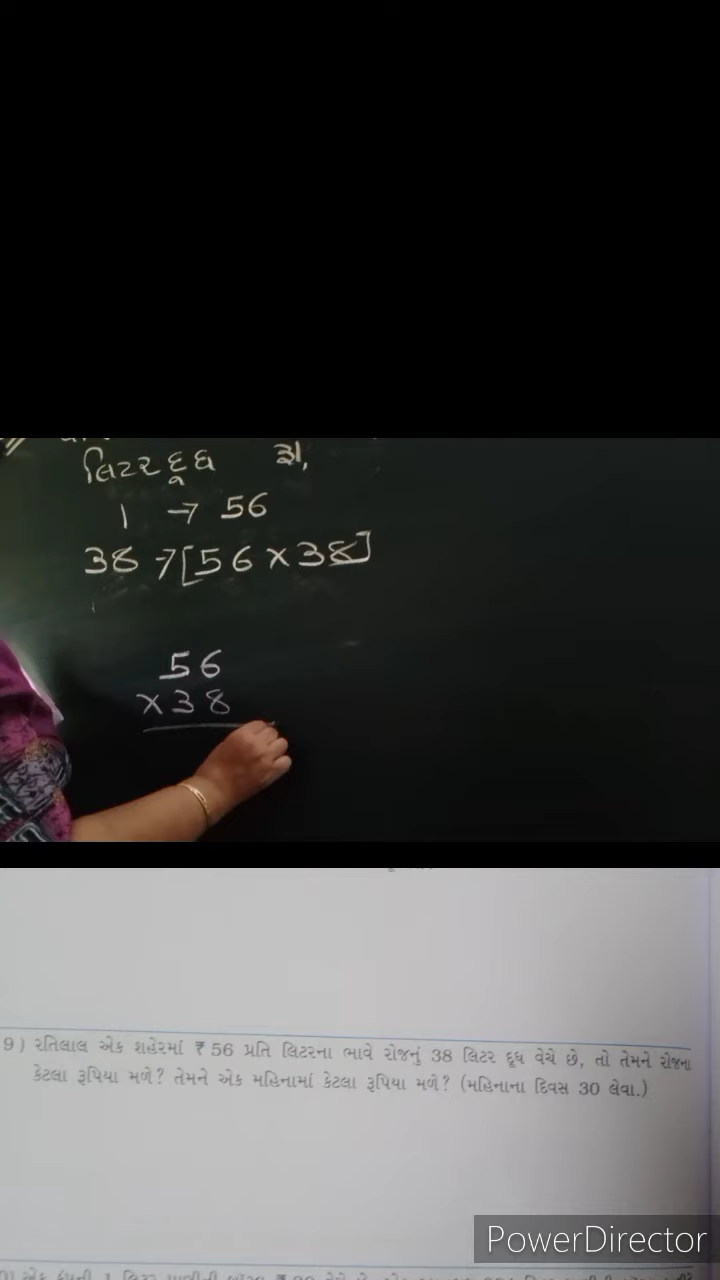 લિટર દૂધ રૂા,
1 → 56
38 → [56 × 38]
56
× 38
9) રતિલાલ એક શહેરમાં ₹ 56 પ્રતિ લિટરના ભાવે રોજનું 38 લિટર દૂધ વેચે છે, તો તેમને રોજના
કેટલા રૂપિયા મળે? તેમને એક મહિનામાં કેટલા રૂપિયા મળે? (મહિનાના દિવસ 30 લેવા.)
PowerDirector